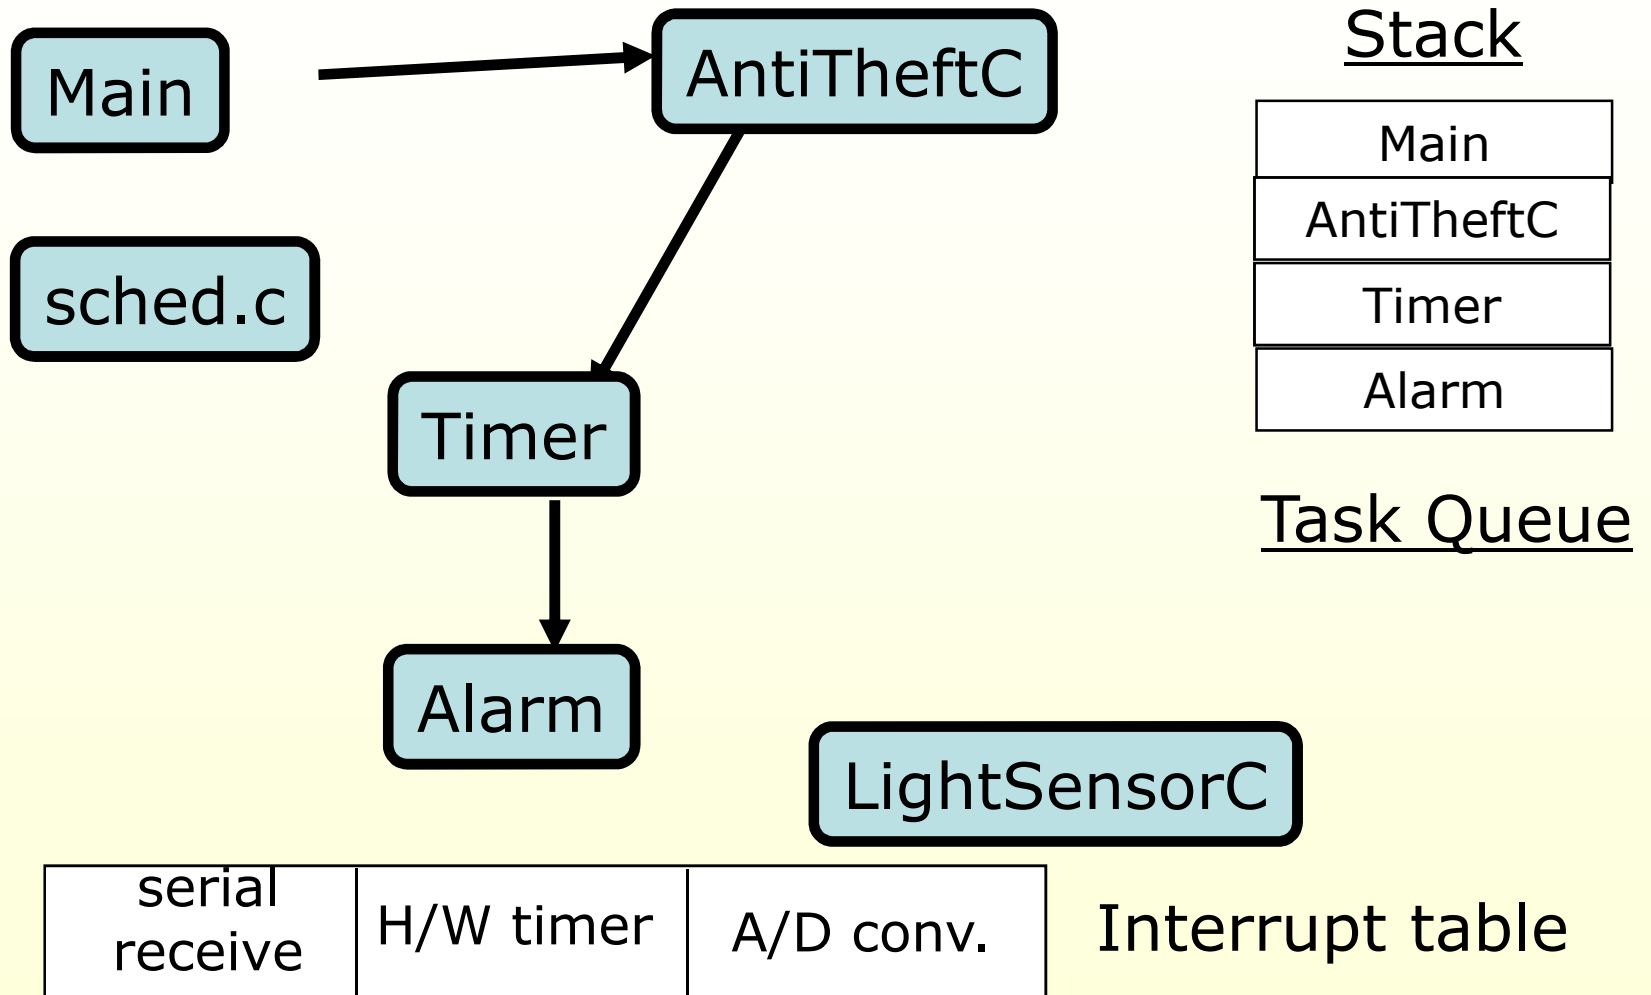 Main
AntiTheftC
sched.c
Timer
Alarm
LightSensorC
Stack
Main
AntiTheftC
Timer
Alarm
Task Queue
serial
receive
H/W timer
A/D conv.
Interrupt table